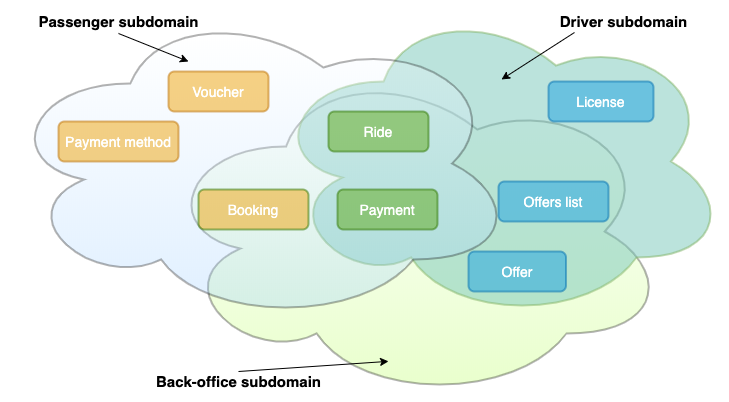 Passenger subdomain
Driver subdomain
Voucher
License
Payment method
Ride
Booking
Payment
Offers list
Offer
Back-office subdomain